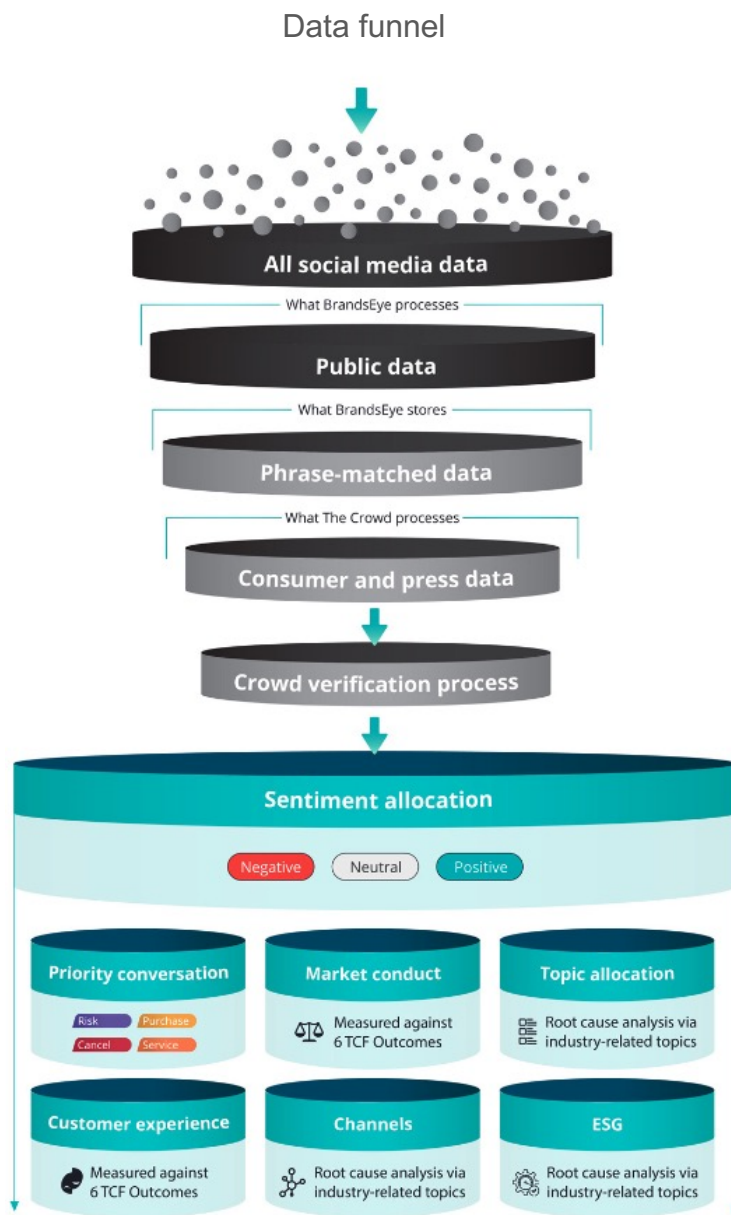 Data funnel
All social media data
What BrandsEye processes
Public data
What BrandsEye stores
Phrase-matched data
What The Crowd processes
Consumer and press data
Crowd verification process
Sentiment allocation
Negative Neutral Positive
Priority conversation
Risk Purchase
Cancel Service
Market conduct
Measured against
6 TCF Outcomes
Topic allocation
Root cause analysis via
industry-related topics
Customer experience
Measured against
6 TCF Outcomes
Channels
Root cause analysis via
industry-related topics
ESG
Root cause analysis via
industry-related topics